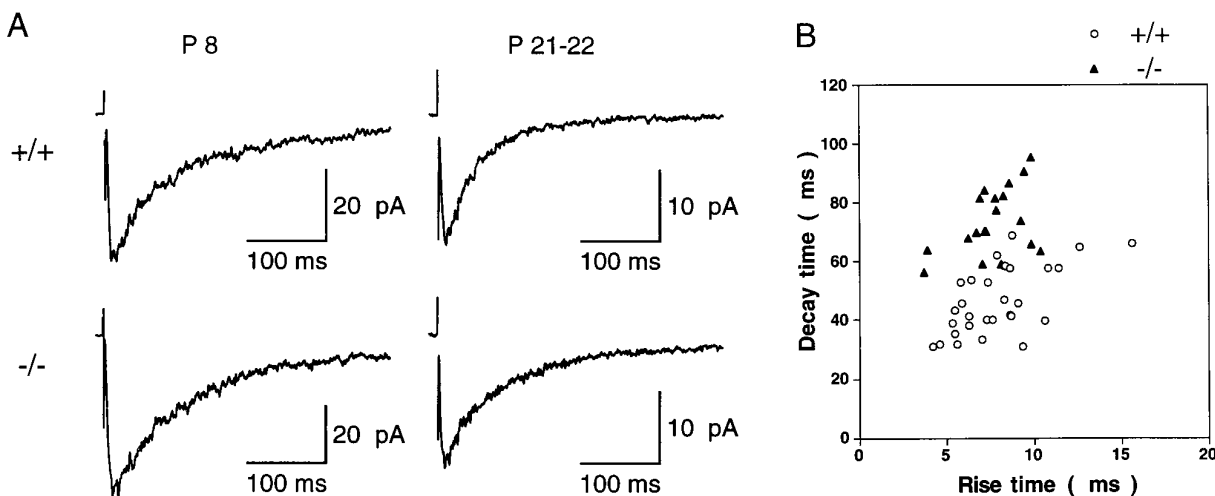 A
P 8
P 21-22
+/+
20 pA
100 ms
10 pA
100 ms
-/-
20 pA
100 ms
10 pA
100 ms
B
+/+
-/-
120
100
80
60
40
20
0
Decay time ( ms)
0
5
10
15
20
Rise time ( ms)